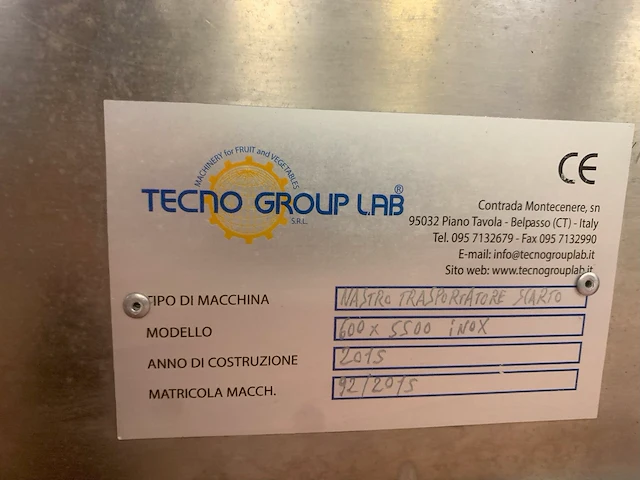 MACHINERY for FRUIT and VEGETABLES
TECNO GROUP LAB®
S.R.L.
CE
Contrada Montecenere, sn
95032 Piano Tavola - Belpasso (CT) - Italy
Tel. 095 7132679 - Fax 095 7132990
E-mail: info@tecnogrouplab.it
Sito web: www.tecnogrouplab.it
TIPO DI MACCHINA NASTRO TRASPORTATORE SCARTO
MODELLO 600 x 5500 iNOX
ANNO DI COSTRUZIONE 2015
MATRICOLA MACCH. 92/2015